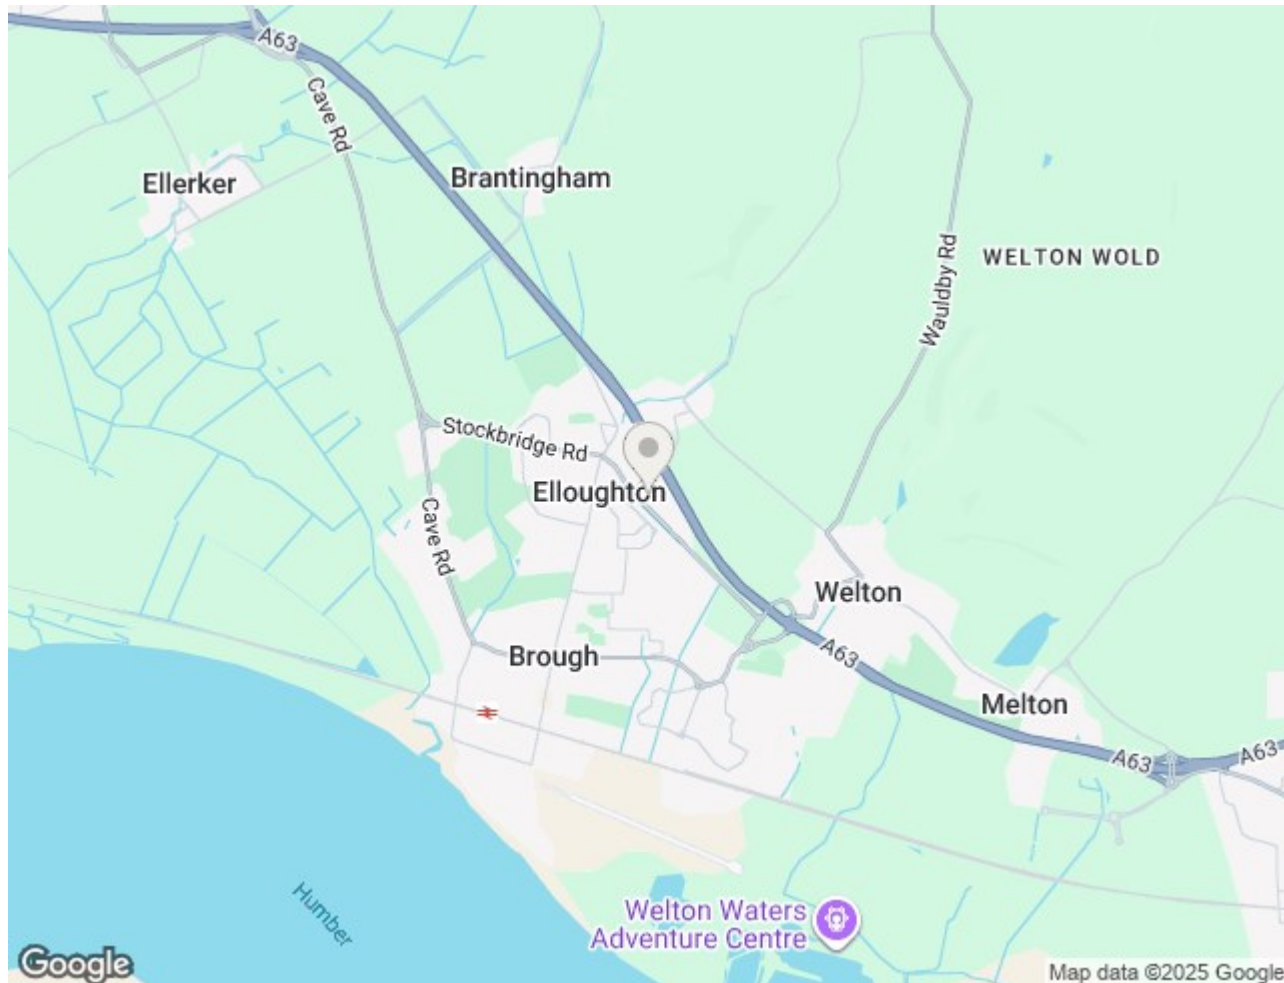 A63
Cave Rd
Ellerker
Brantingham
WELTON WOLD
Wauldby Rd
Stockbridge Rd
Elloughton
Cave Rd
Welton
Brough
A63
Melton
A63
A63
Humber
Welton Waters
Adventure Centre
Google
Map data ©2025 Google